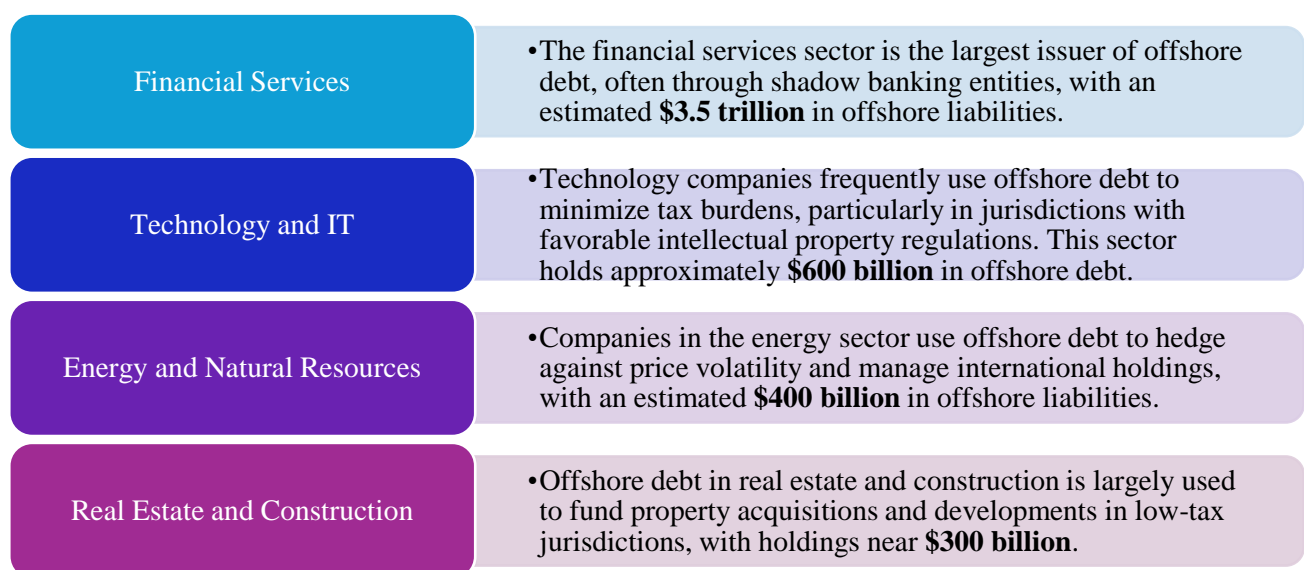 Financial Services
•The financial services sector is the largest issuer of offshore
debt, often through shadow banking entities, with an
estimated $3.5 trillion in offshore liabilities.
Technology and IT
•Technology companies frequently use offshore debt to
minimize tax burdens, particularly in jurisdictions with
favorable intellectual property regulations. This sector
holds approximately $600 billion in offshore debt.
Energy and Natural Resources
•Companies in the energy sector use offshore debt to hedge
against price volatility and manage international holdings,
with an estimated $400 billion in offshore liabilities.
Real Estate and Construction
•Offshore debt in real estate and construction is largely used
to fund property acquisitions and developments in low-tax
jurisdictions, with holdings near $300 billion.